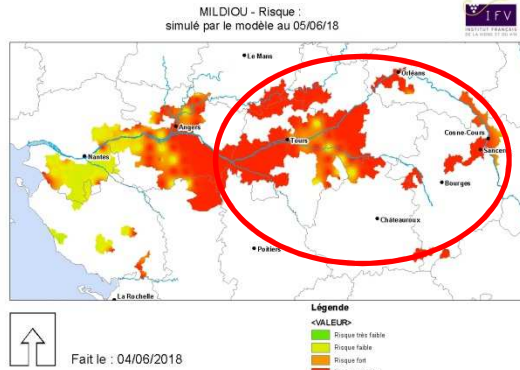 MILDIOU - Risque :
simulé par le modèle au 05/06/18
IFV
INSTITUT FRANÇAIS
DE LA VIGNE ET DU VIN
Le Mans
Orléans
Angers
Tours
Cosne-Cours
Nantes
Sancerre
Bourges
Châteauroux
Poitiers
La Rochelle
Légende
<VALEUR>
Risque très faible
Risque faible
Risque fort
Fait le : 04/06/2018